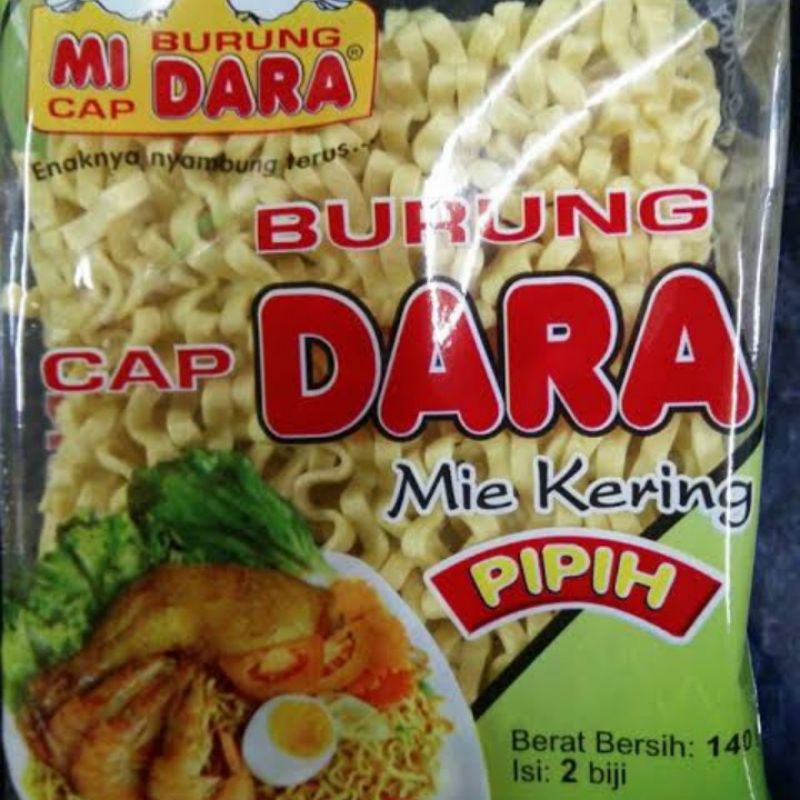 MI CAP BURUNG DARA®
Enaknya nyambung terus...
BURUNG
CAP DARA
Mie Kering
PIPIH
Berat Bersih: 140
Isi: 2 biji